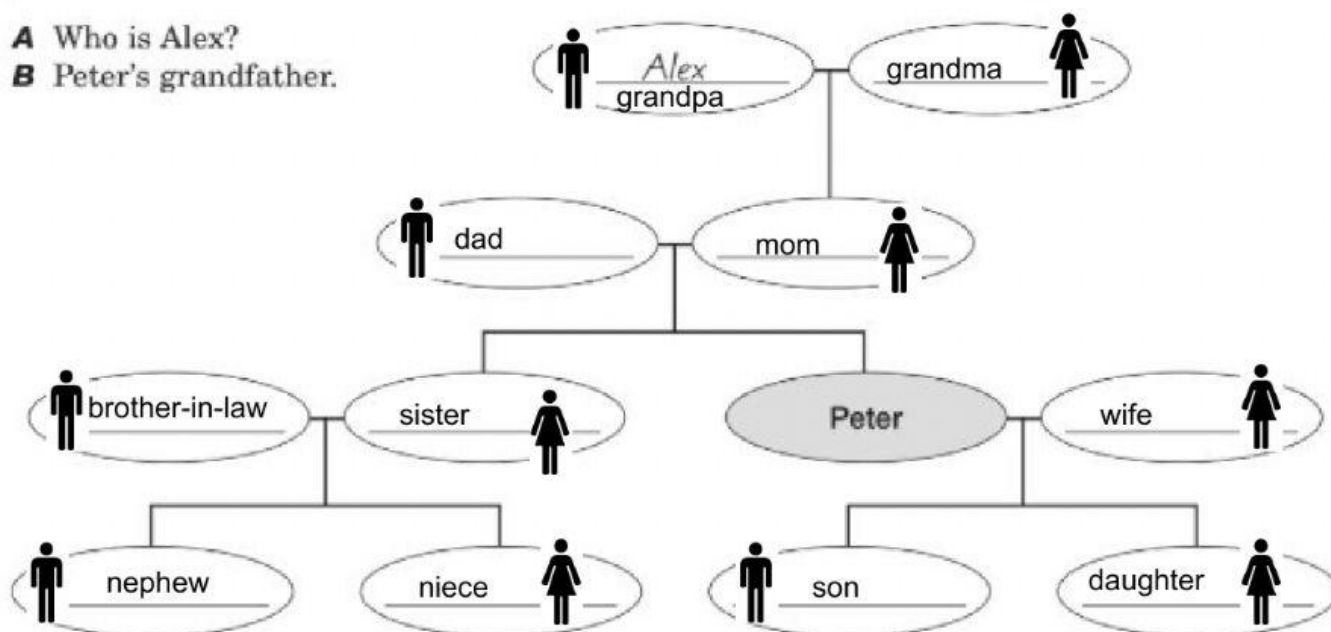 A Who is Alex?
B Peter's grandfather.
Alex
grandpa
grandma
dad
mom
brother-in-law
sister
Peter
wife
nephew
niece
son
daughter